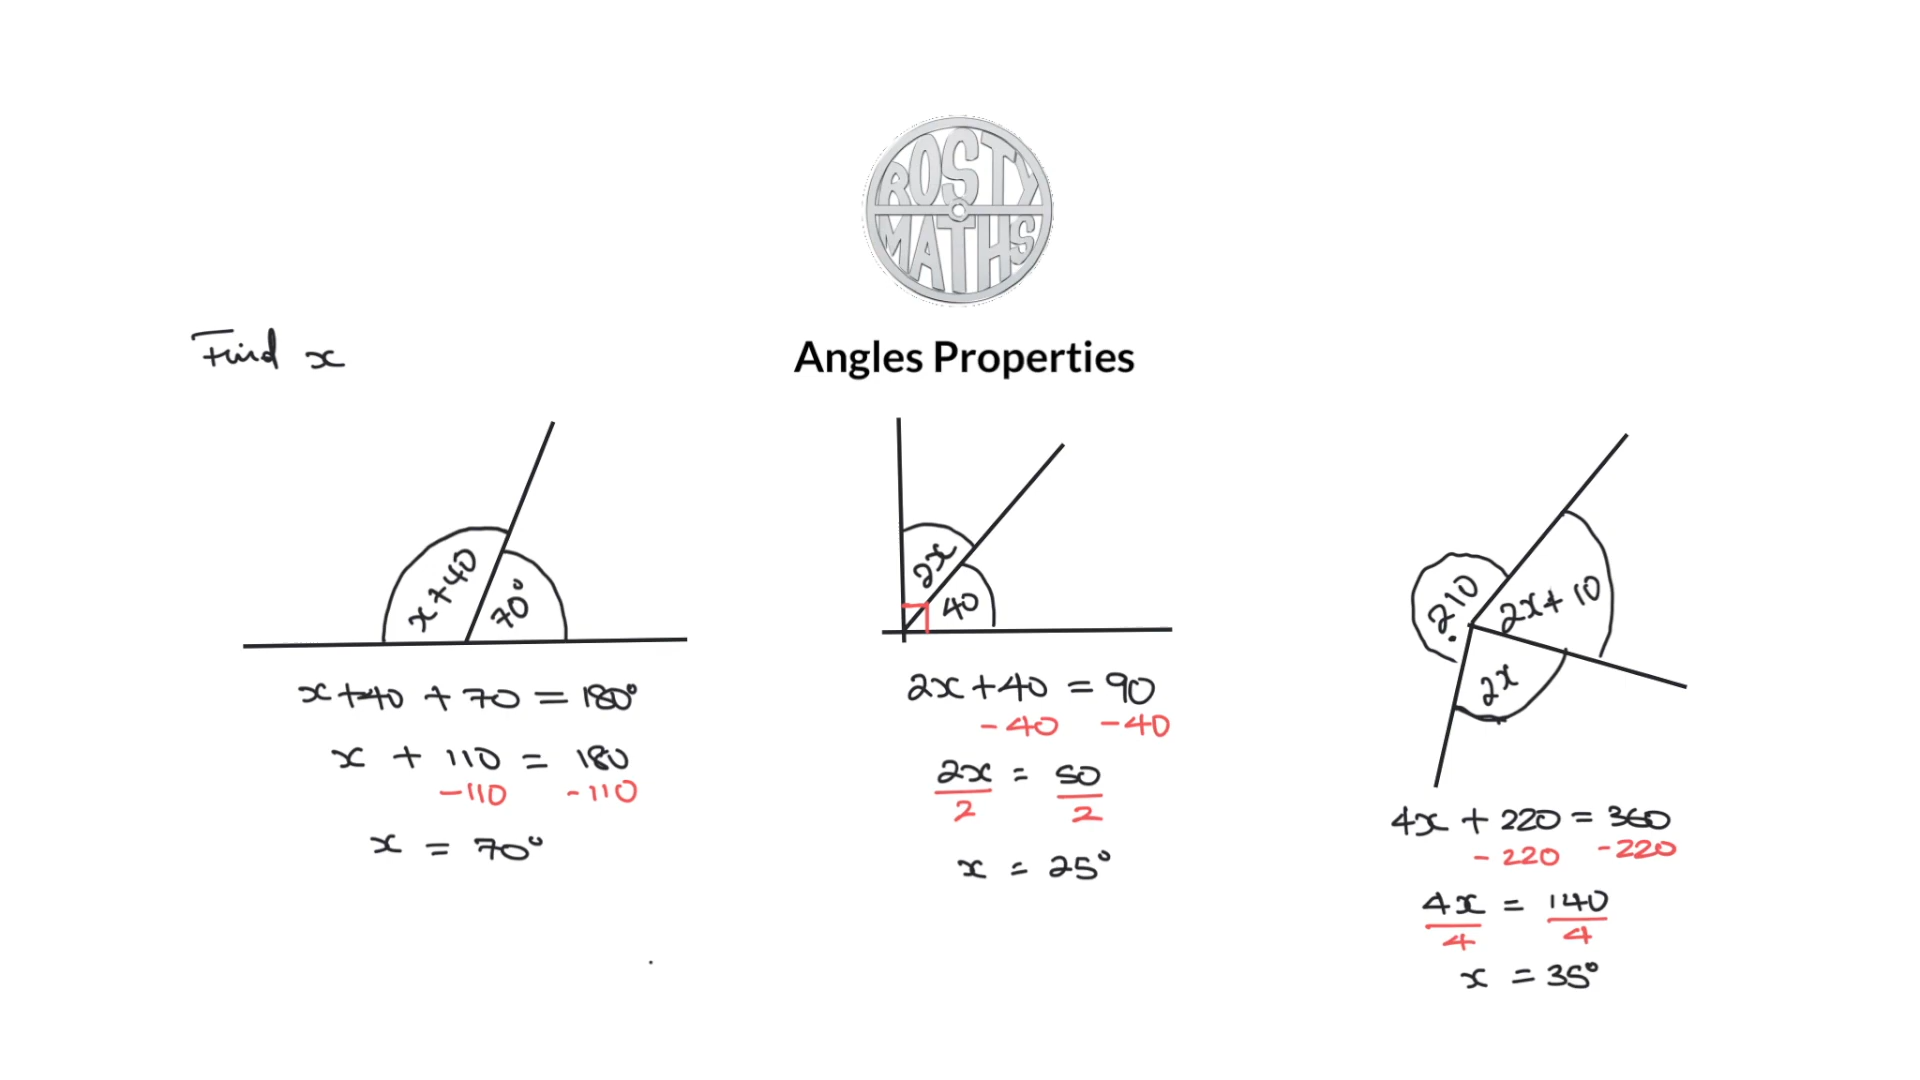 ROSTY
MATHS
Find x
Angles Properties
x+40
70°
x+40 + 70 = 180°
x + 110 = 180
-110 -110
x = 70°
2x
40
2x+40 = 90
-40 -40
2x = 50
2 2
x = 25°
210
2x+10
2x
4x + 220 = 360
-220 -220
4x = 140
4 4
x = 35°